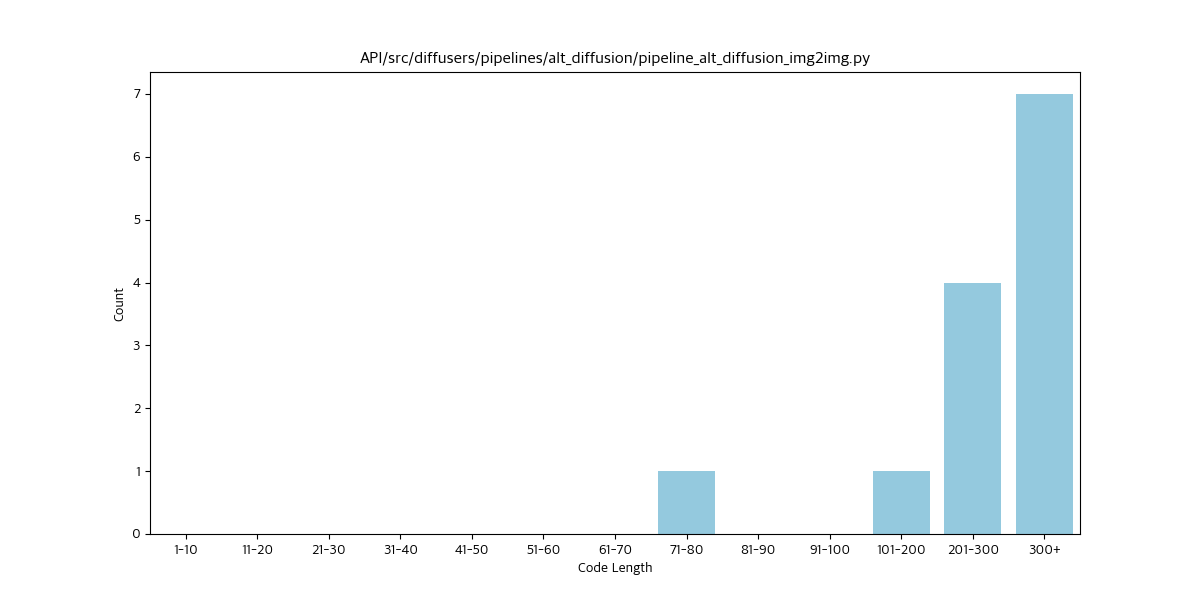 API/src/diffusers/pipelines/alt_diffusion/pipeline_alt_diffusion_img2img.py
7
6
5
4
3
2
1
0
Count
1-10 11-20 21-30 31-40 41-50 51-60 61-70 71-80 81-90 91-100 101-200 201-300 300+
Code Length